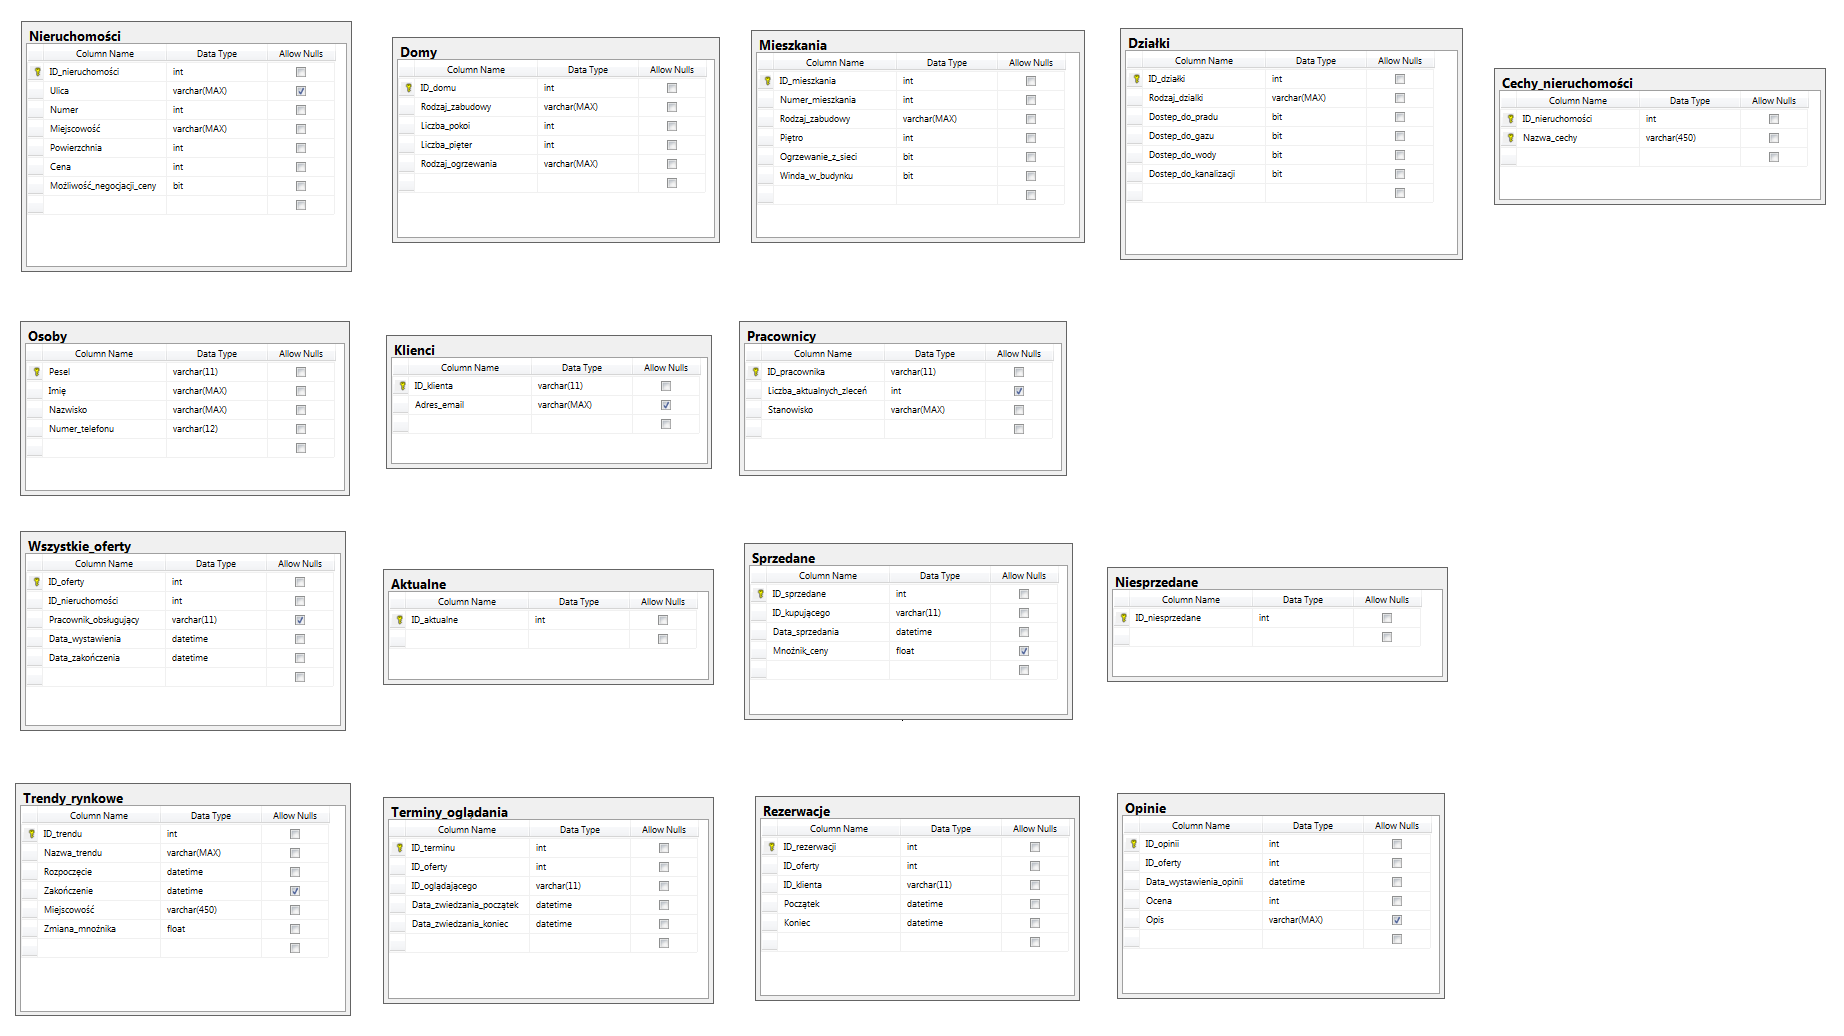 Nieruchomości
Column Name Data Type Allow Nulls
ID_nieruchomości int
Ulica varchar(MAX)
Numer int
Miejscowość varchar(MAX)
Powierzchnia int
Cena int
Możliwość_negocjacji_ceny bit
Domy
Column Name Data Type Allow Nulls
ID_domu int
Rodzaj_zabudowy varchar(MAX)
Liczba_pokoi int
Liczba_pięter int
Rodzaj_ogrzewania varchar(MAX)
Mieszkania
Column Name Data Type Allow Nulls
ID_mieszkania int
Numer_mieszkania int
Rodzaj_zabudowy varchar(MAX)
Piętro int
Ogrzewanie_z_sieci bit
Winda_w_budynku bit
Działki
Column Name Data Type Allow Nulls
ID_działki int
Rodzaj_dzialki varchar(MAX)
Dostep_do_pradu bit
Dostep_do_gazu bit
Dostep_do_wody bit
Dostep_do_kanalizacji bit
Cechy_nieruchomości
Column Name Data Type Allow Nulls
ID_nieruchomości int
Nazwa_cechy varchar(450)
Osoby
Column Name Data Type Allow Nulls
Pesel varchar(11)
Imię varchar(MAX)
Nazwisko varchar(MAX)
Numer_telefonu varchar(12)
Klienci
Column Name Data Type Allow Nulls
ID_klienta varchar(11)
Adres_email varchar(MAX)
Pracownicy
Column Name Data Type Allow Nulls
ID_pracownika varchar(11)
Liczba_aktualnych_zleceń int
Stanowisko varchar(MAX)
Wszystkie_oferty
Column Name Data Type Allow Nulls
ID_oferty int
ID_nieruchomości int
Pracownik_obsługujący varchar(11)
Data_wystawienia datetime
Data_zakończenia datetime
Aktualne
Column Name Data Type Allow Nulls
ID_aktualne int
Sprzedane
Column Name Data Type Allow Nulls
ID_sprzedane int
ID_kupującego varchar(11)
Data_sprzedania datetime
Mnożnik_ceny float
Niesprzedane
Column Name Data Type Allow Nulls
ID_niesprzedane int
Trendy_rynkowe
Column Name Data Type Allow Nulls
ID_trendu int
Nazwa_trendu varchar(MAX)
Rozpoczęcie datetime
Zakończenie datetime
Miejscowość varchar(450)
Zmiana_mnożnika float
Terminy_oglądania
Column Name Data Type Allow Nulls
ID_terminu int
ID_oferty int
ID_oglądającego varchar(11)
Data_zwiedzania_początek datetime
Data_zwiedzania_koniec datetime
Rezerwacje
Column Name Data Type Allow Nulls
ID_rezerwacji int
ID_oferty int
ID_klienta varchar(11)
Początek datetime
Koniec datetime
Opinie
Column Name Data Type Allow Nulls
ID_opinii int
ID_oferty int
Data_wystawienia_opinii datetime
Ocena int
Opis varchar(MAX)